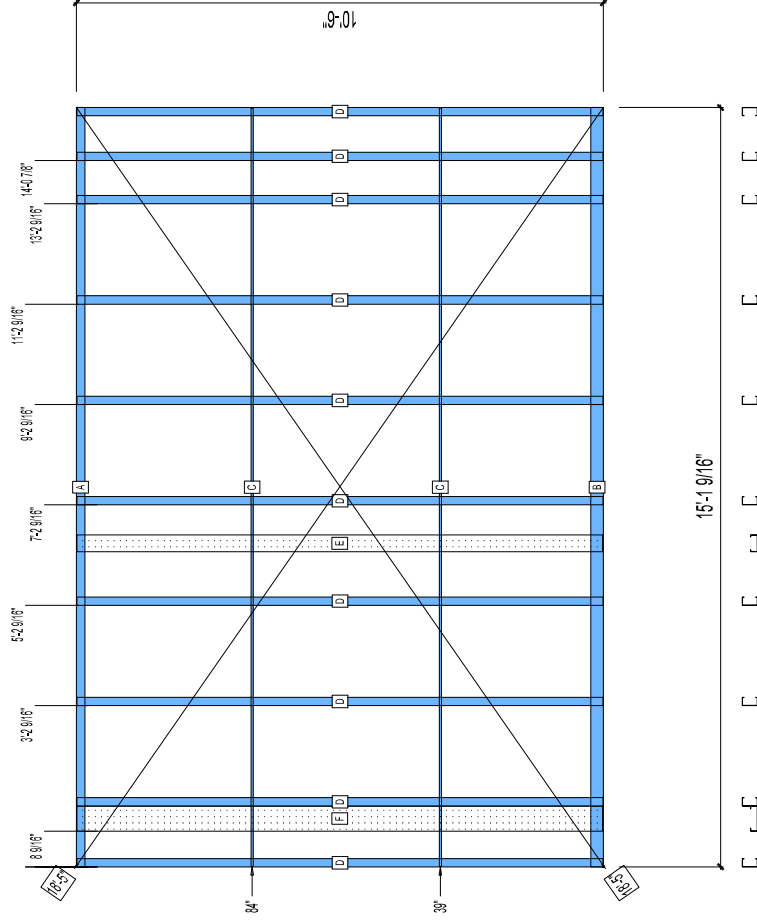 10'-6"
D
D
14'-0 7/8"
D
13'-2 9/16"
D
11'-2 9/16"
D
9'-2 9/16"
A
C
C
B
D
7'-2 9/16"
15'-1 9/16"
E
D
5'-2 9/16"
D
3'-2 9/16"
D
F
8 9/16"
D
18'-5"
18'-5"
84"
39"